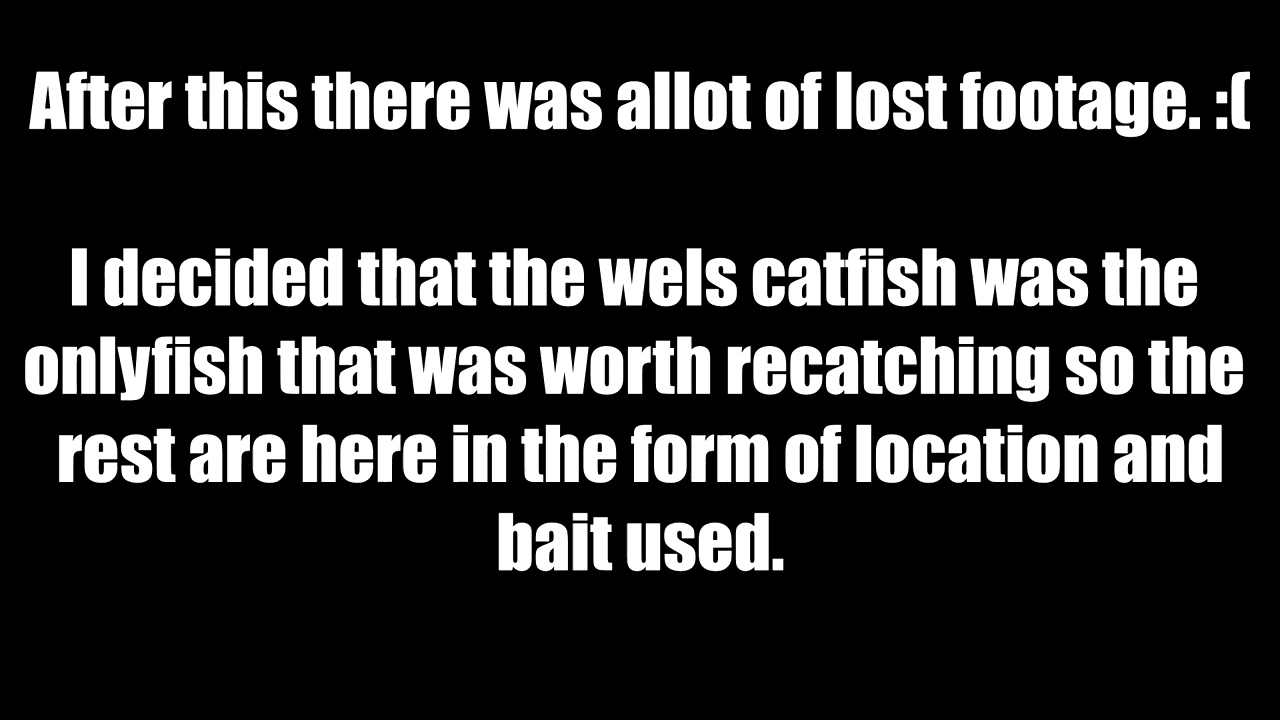 After this there was allot of lost footage. :(
I decided that the wels catfish was the
onlyfish that was worth recatching so the
rest are here in the form of location and
bait used.